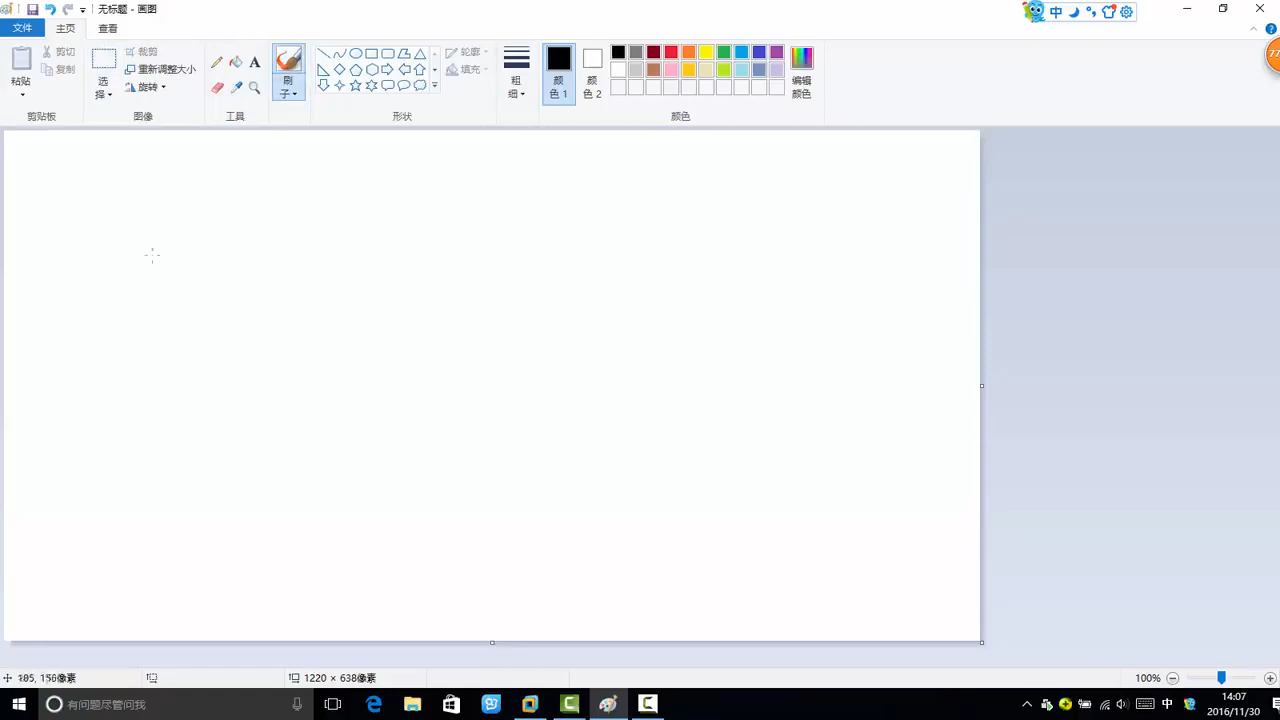 无标题 - 画图
中
文件
主页
查看
77
粘贴
剪切
复制
选择
裁剪
重新调整大小
旋转
A
刷子
轮廓
填充
粗细
颜色 1
颜色 2
编辑颜色
剪贴板
图像
工具
形状
颜色
1220 × 638像素
100%
有问题尽管问我
中
14:07
2016/11/30